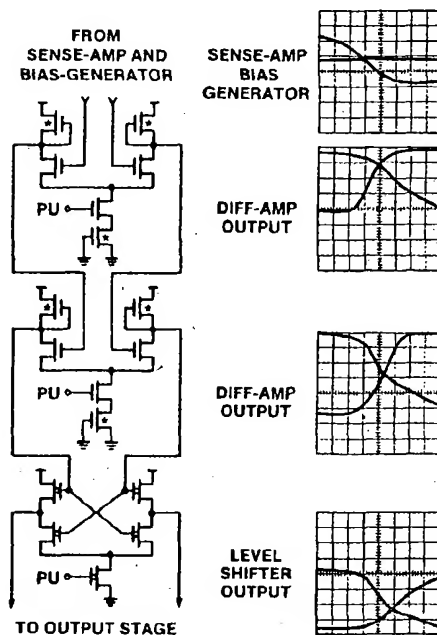 FROM
SENSE-AMP AND
BIAS-GENERATOR
SENSE-AMP
BIAS
GENERATOR
PU
DIFF-AMP
OUTPUT
PU
DIFF-AMP
OUTPUT
PU
LEVEL
SHIFTER
OUTPUT
TO OUTPUT STAGE